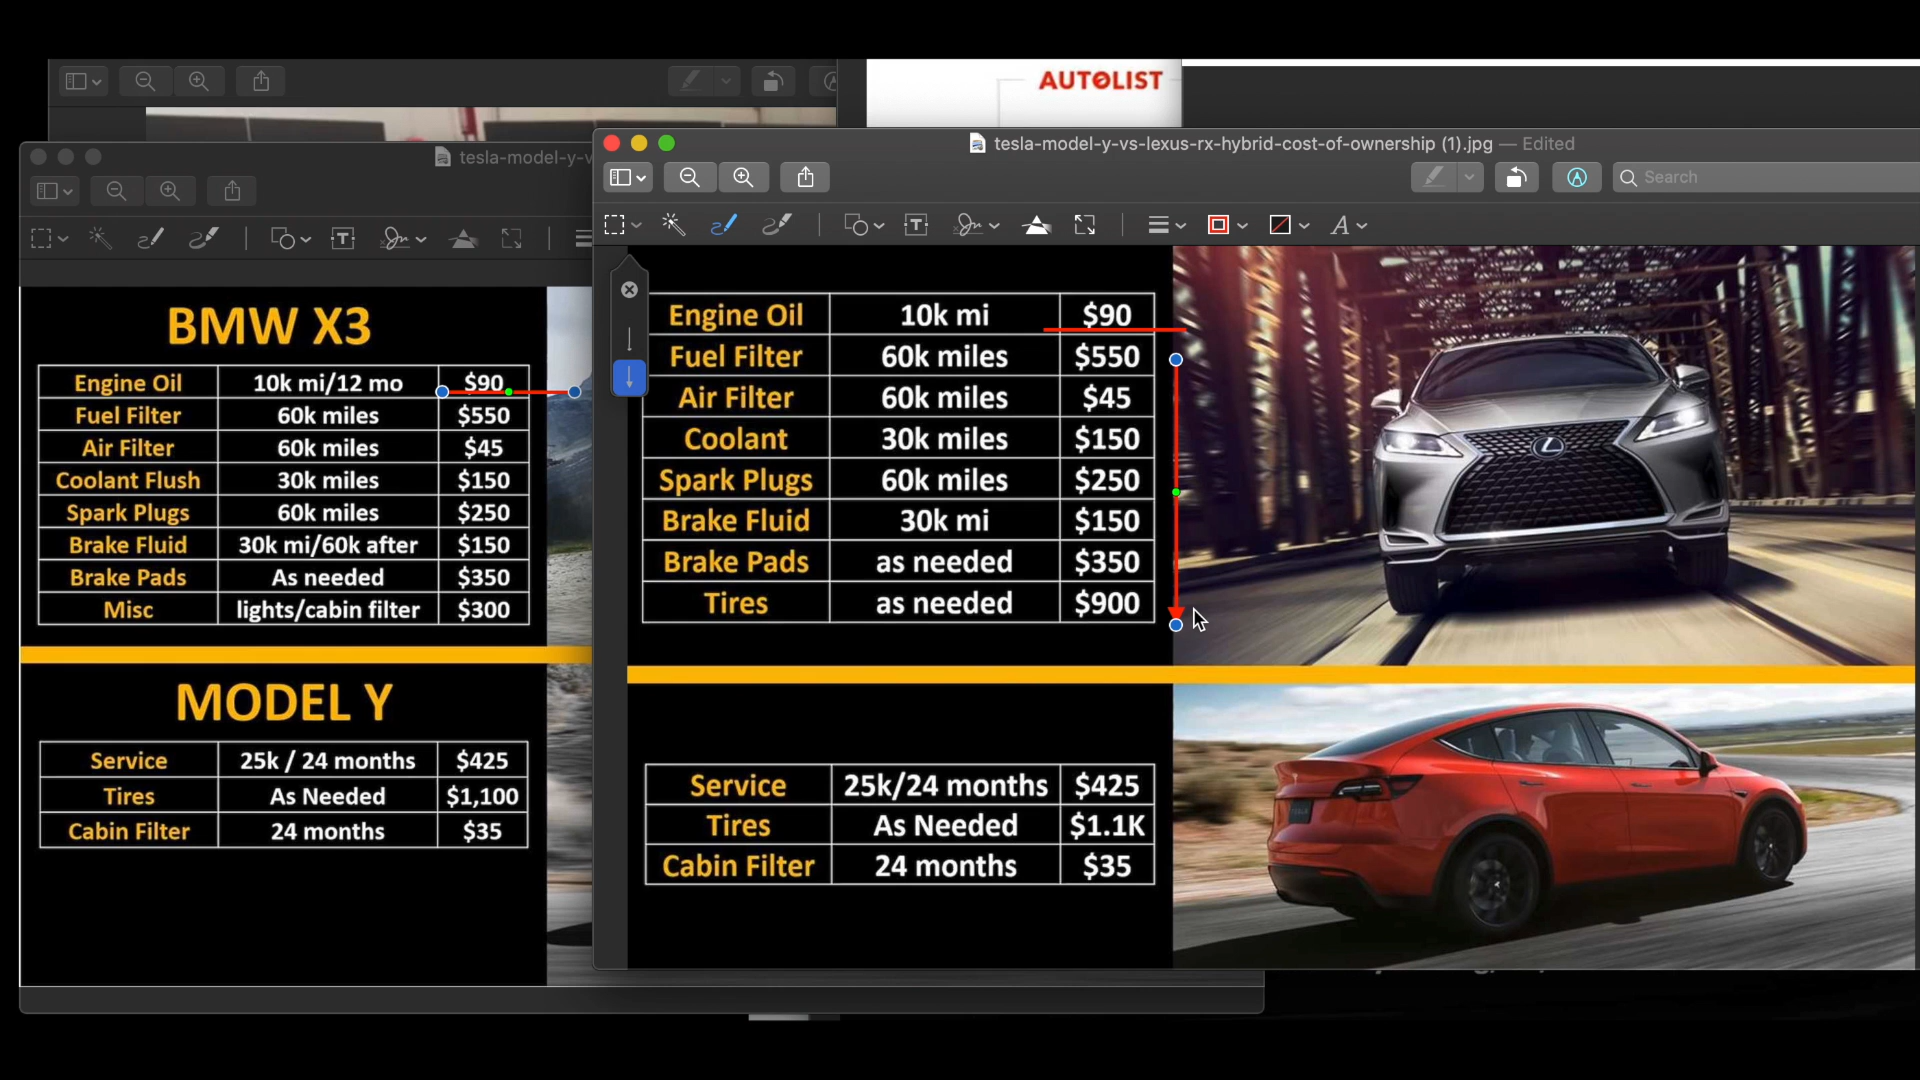 AUTOLIST
tesla-model-y-v
tesla-model-y-vs-lexus-rx-hybrid-cost-of-ownership (1).jpg — Edited
Search
BMW X3
Engine Oil 10k mi/12 mo $90
Fuel Filter 60k miles $550
Air Filter 60k miles $45
Coolant Flush 30k miles $150
Spark Plugs 60k miles $250
Brake Fluid 30k mi/60k after $150
Brake Pads As needed $350
Misc lights/cabin filter $300
MODEL Y
Service 25k / 24 months $425
Tires As Needed $1,100
Cabin Filter 24 months $35
Engine Oil 10k mi $90
Fuel Filter 60k miles $550
Air Filter 60k miles $45
Coolant 30k miles $150
Spark Plugs 60k miles $250
Brake Fluid 30k mi $150
Brake Pads as needed $350
Tires as needed $900
Service 25k/24 months $425
Tires As Needed $1.1K
Cabin Filter 24 months $35